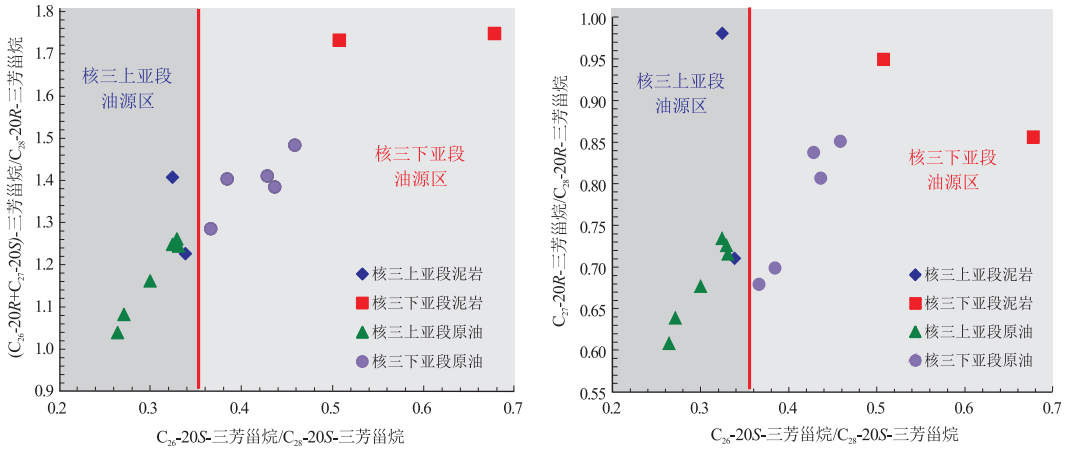 (C₂₆-20R+C₂₇-20S)-三芳甾烷/C₂₈-20R-三芳甾烷
1.8
1.7
1.6
1.5
1.4
1.3
1.2
1.1
1.0
0.9
0.2
0.3
0.4
0.5
0.6
0.7
核三上亚段
油源区
核三下亚段
油源区
核三上亚段泥岩
核三下亚段泥岩
核三上亚段原油
核三下亚段原油
C₂₆-20S-三芳甾烷/C₂₈-20S-三芳甾烷
C₂₇-20R-三芳甾烷/C₂₈-20R-三芳甾烷
1.00
0.95
0.90
0.85
0.80
0.75
0.70
0.65
0.60
0.55
0.2
0.3
0.4
0.5
0.6
0.7
核三上亚段
油源区
核三下亚段
油源区
核三上亚段泥岩
核三下亚段泥岩
核三上亚段原油
核三下亚段原油
C₂₆-20S-三芳甾烷/C₂₈-20S-三芳甾烷